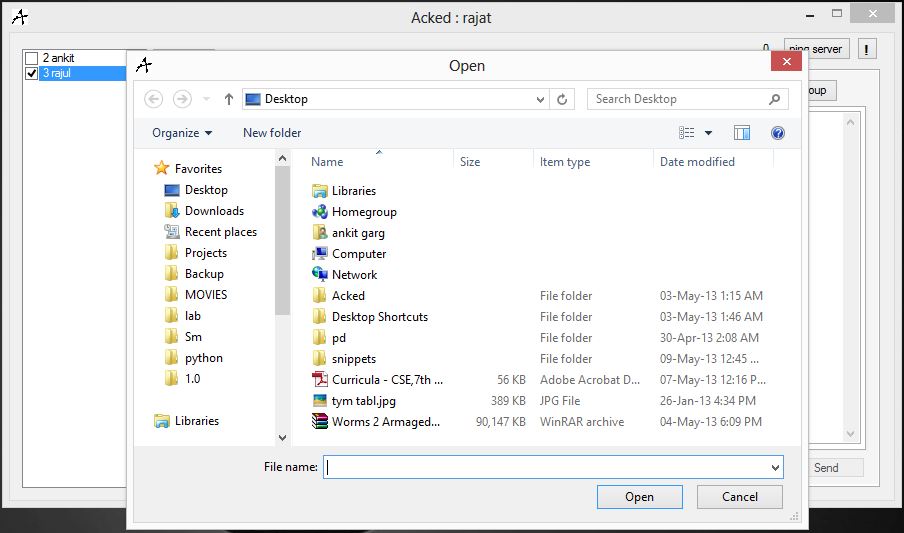 Acked : rajat
2 ankit
3 rajul
ping server
!
Open
Desktop
Search Desktop
Organize
New folder
Name Size Item type Date modified
Favorites
Desktop
Downloads
Recent places
Projects
Backup
MOVIES
lab
Sm
python
1.0
Libraries
Libraries
Homegroup
ankit garg
Computer
Network
Acked File folder 03-May-13 1:15 AM
Desktop Shortcuts File folder 03-May-13 1:46 AM
pd File folder 30-Apr-13 2:08 AM
snippets File folder 09-May-13 12:45 ...
Curricula - CSE,7th ... 56 KB Adobe Acrobat D... 07-May-13 12:16 P...
tym tabl.jpg 389 KB JPG File 26-Jan-13 4:34 PM
Worms 2 Armaged... 90,147 KB WinRAR archive 04-May-13 6:09 PM
File name:
Open Cancel
Send